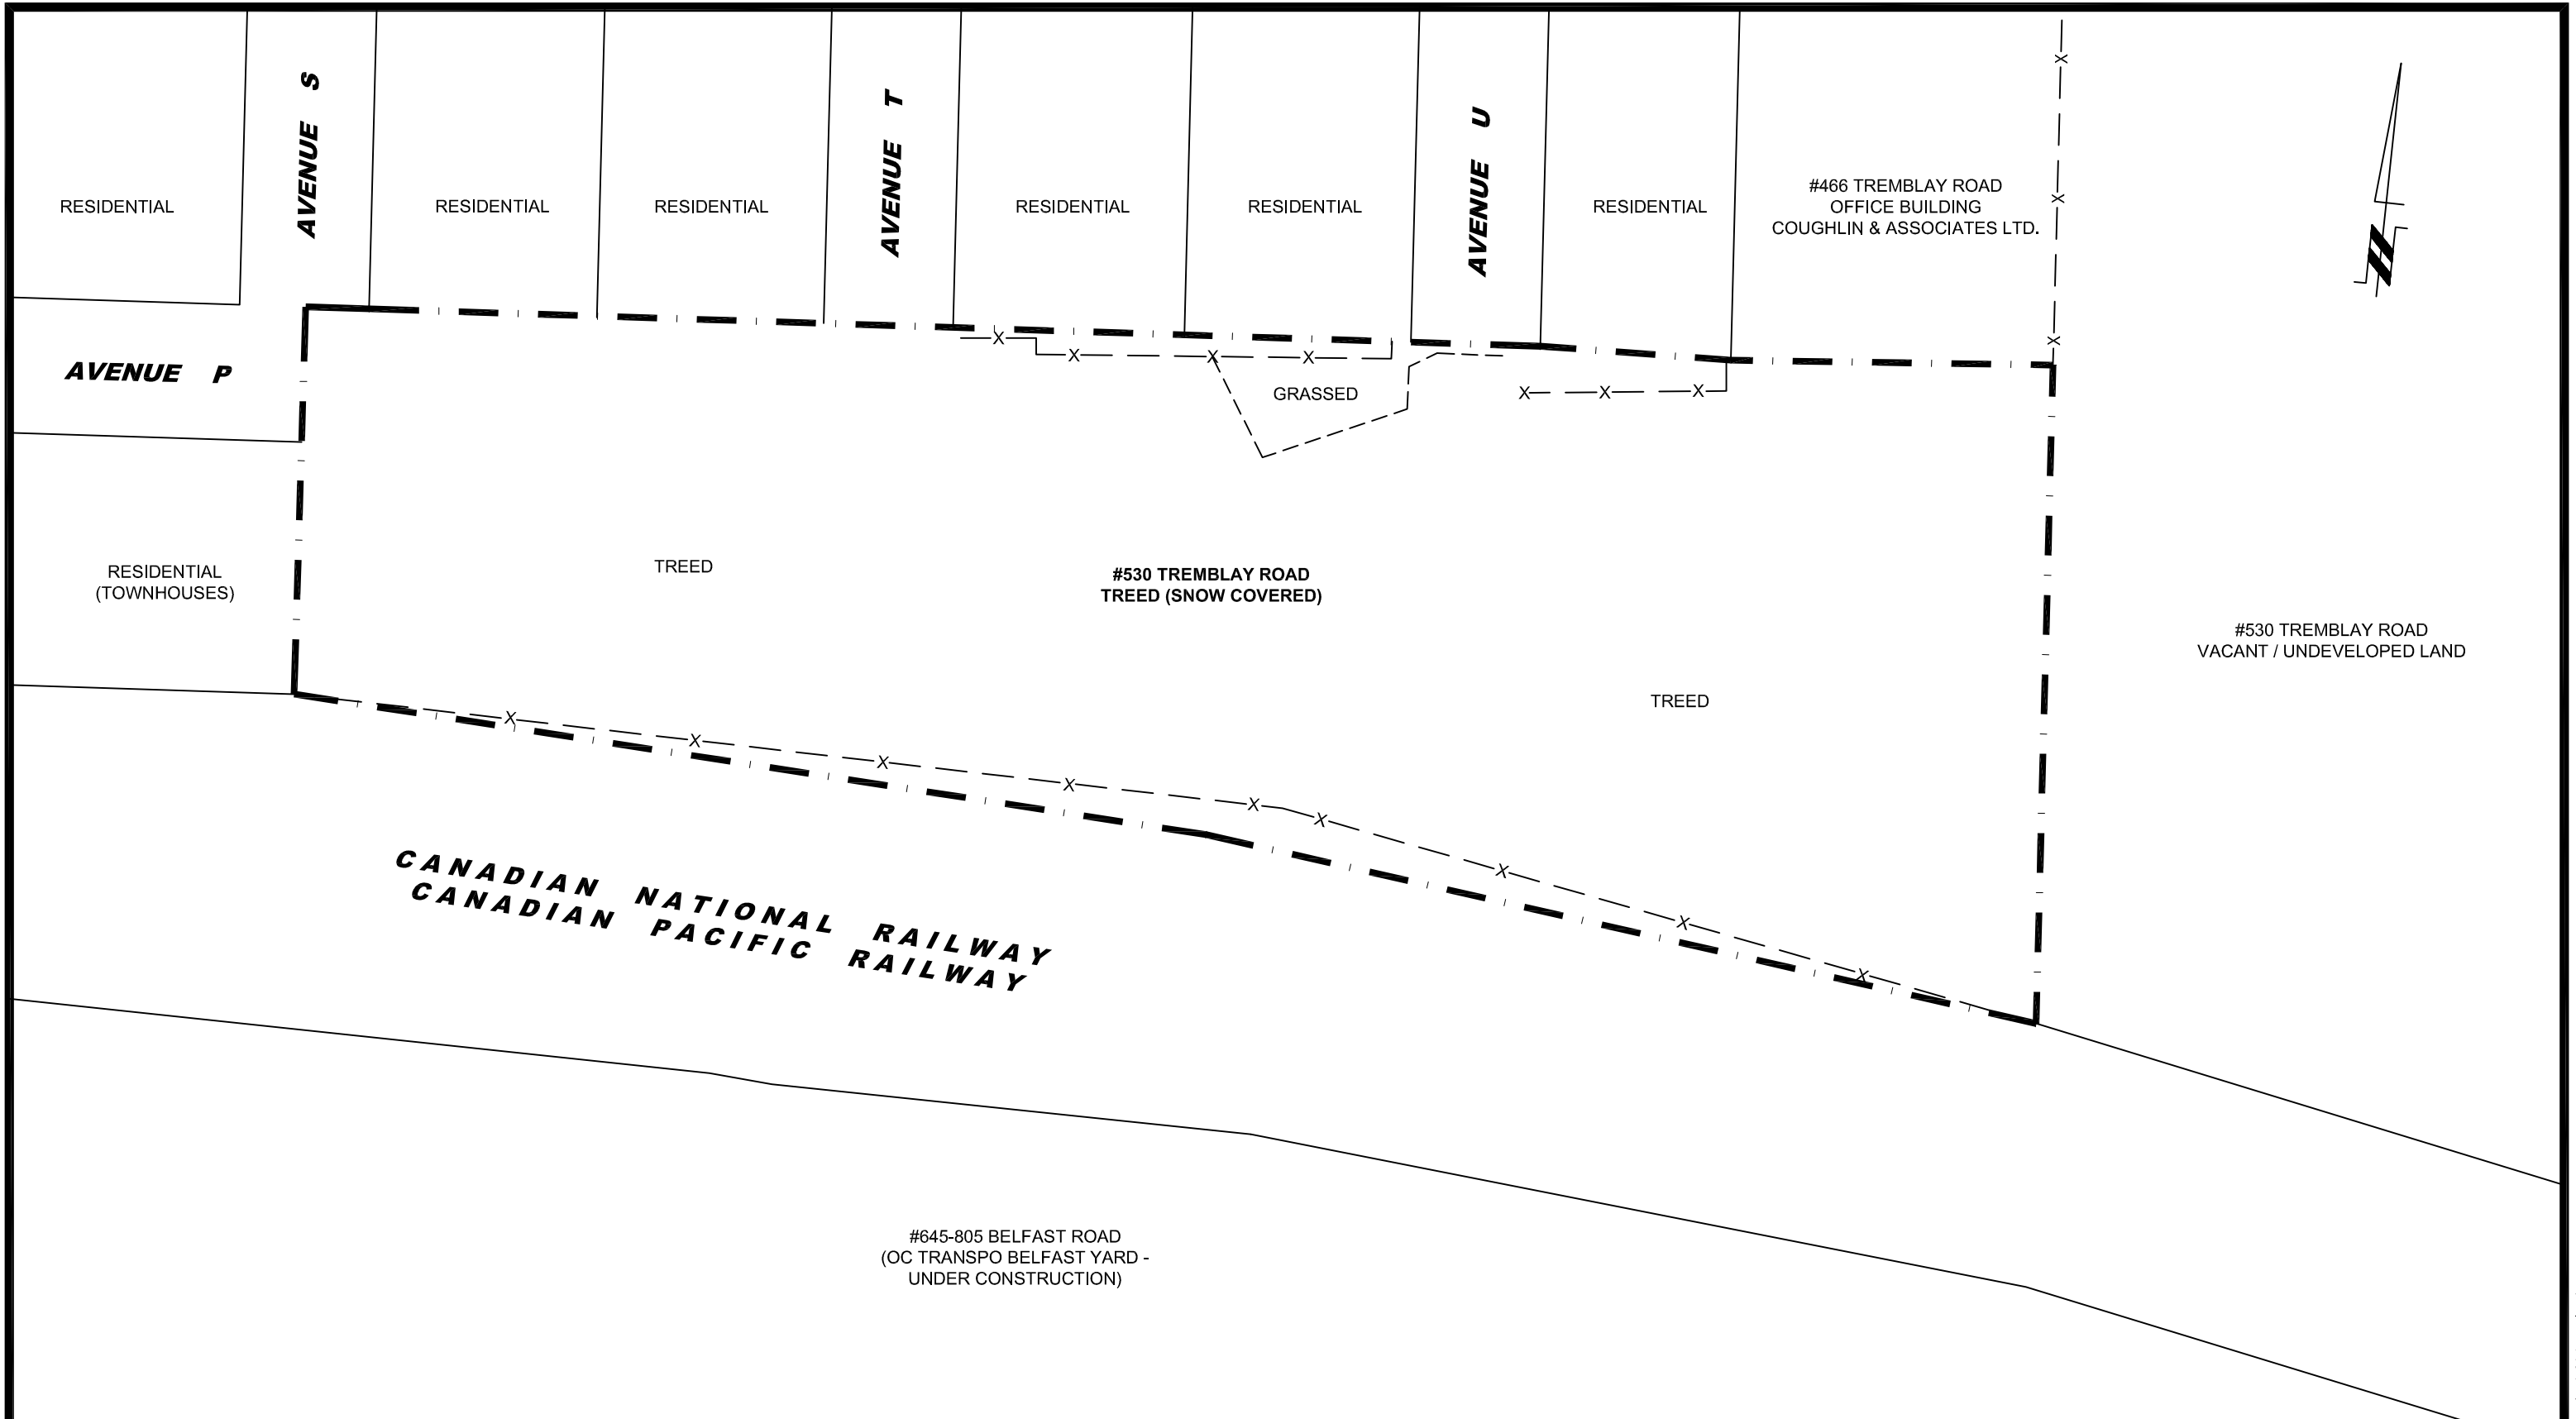 AVENUE S
AVENUE T
AVENUE U
RESIDENTIAL
RESIDENTIAL
RESIDENTIAL
RESIDENTIAL
RESIDENTIAL
RESIDENTIAL
#466 TREMBLAY ROAD
OFFICE BUILDING
COUGHLIN & ASSOCIATES LTD.
AVENUE P
GRASSED
RESIDENTIAL
(TOWNHOUSES)
TREED
#530 TREMBLAY ROAD
TREED (SNOW COVERED)
#530 TREMBLAY ROAD
VACANT / UNDEVELOPED LAND
TREED
CANADIAN NATIONAL RAILWAY
CANADIAN PACIFIC RAILWAY
#645-805 BELFAST ROAD
(OC TRANSPO BELFAST YARD -
UNDER CONSTRUCTION)